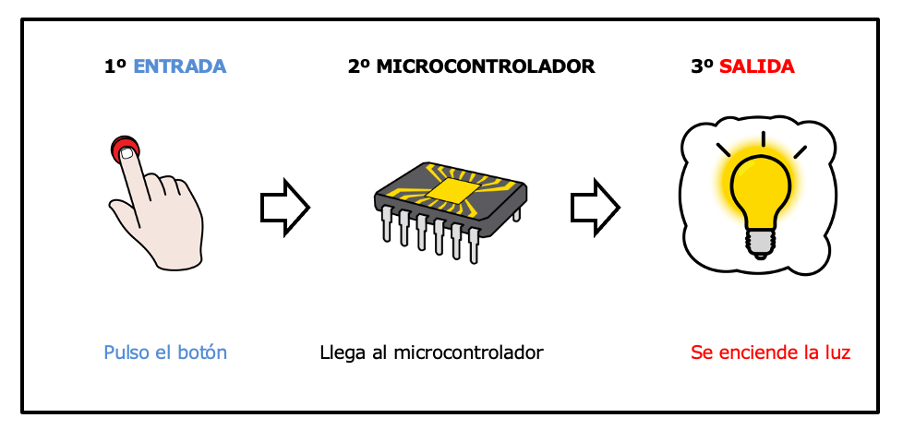 1º ENTRADA
2º MICROCONTROLADOR
3º SALIDA
Pulso el botón
Llega al microcontrolador
Se enciende la luz